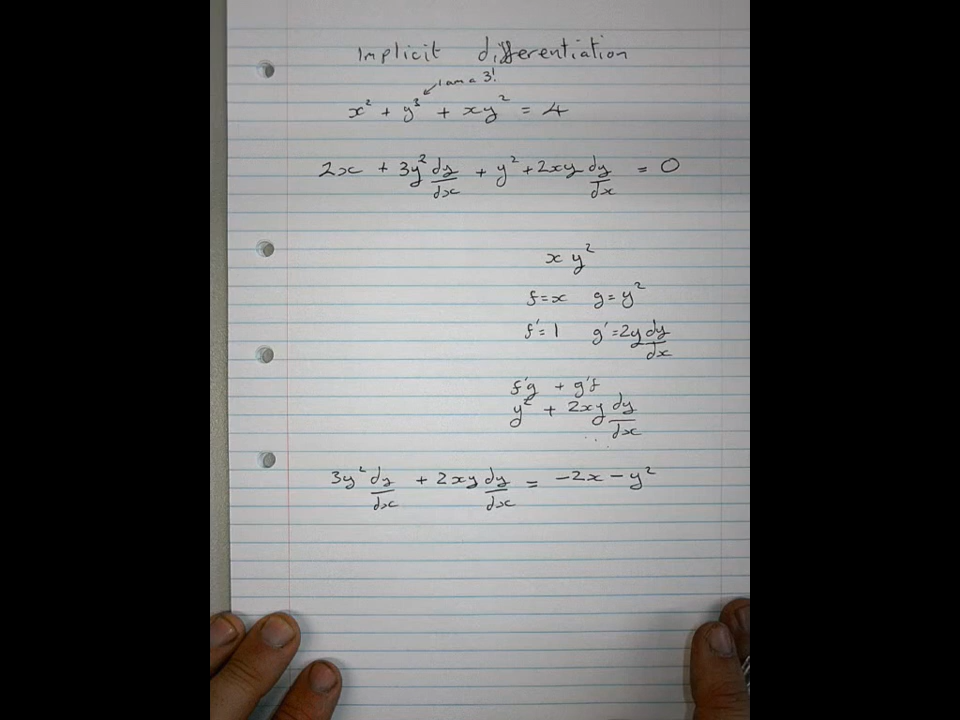 Implicit differentiation
I am a 3!
x² + y³ + xy² = 4
2x + 3y² dy/dx + y² + 2xy dy/dx = 0
x y²
f=x g=y²
f'=1 g'=2y dy/dx
f'g + g'f
y² + 2xy dy/dx
3y² dy/dx + 2xy dy/dx = -2x - y²